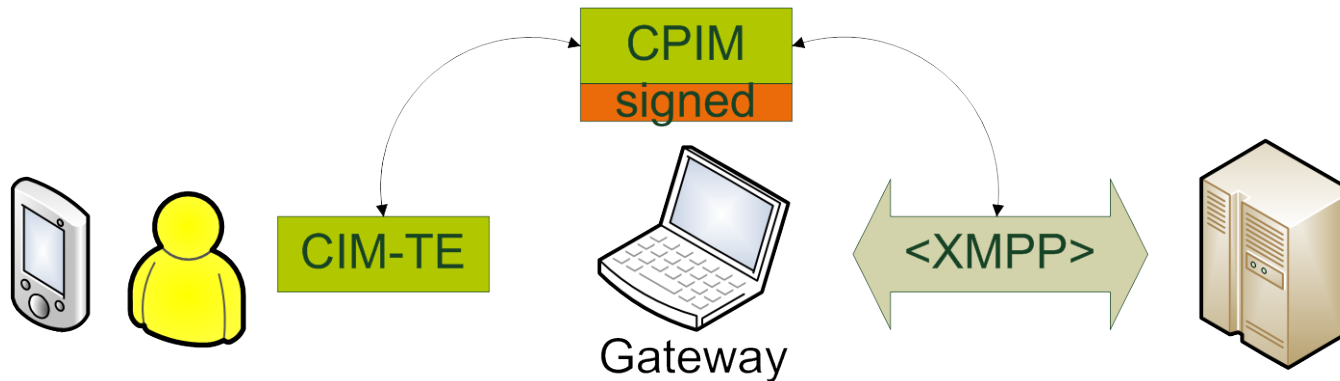 CPIM
signed
CIM-TE
<XMPP>
Gateway